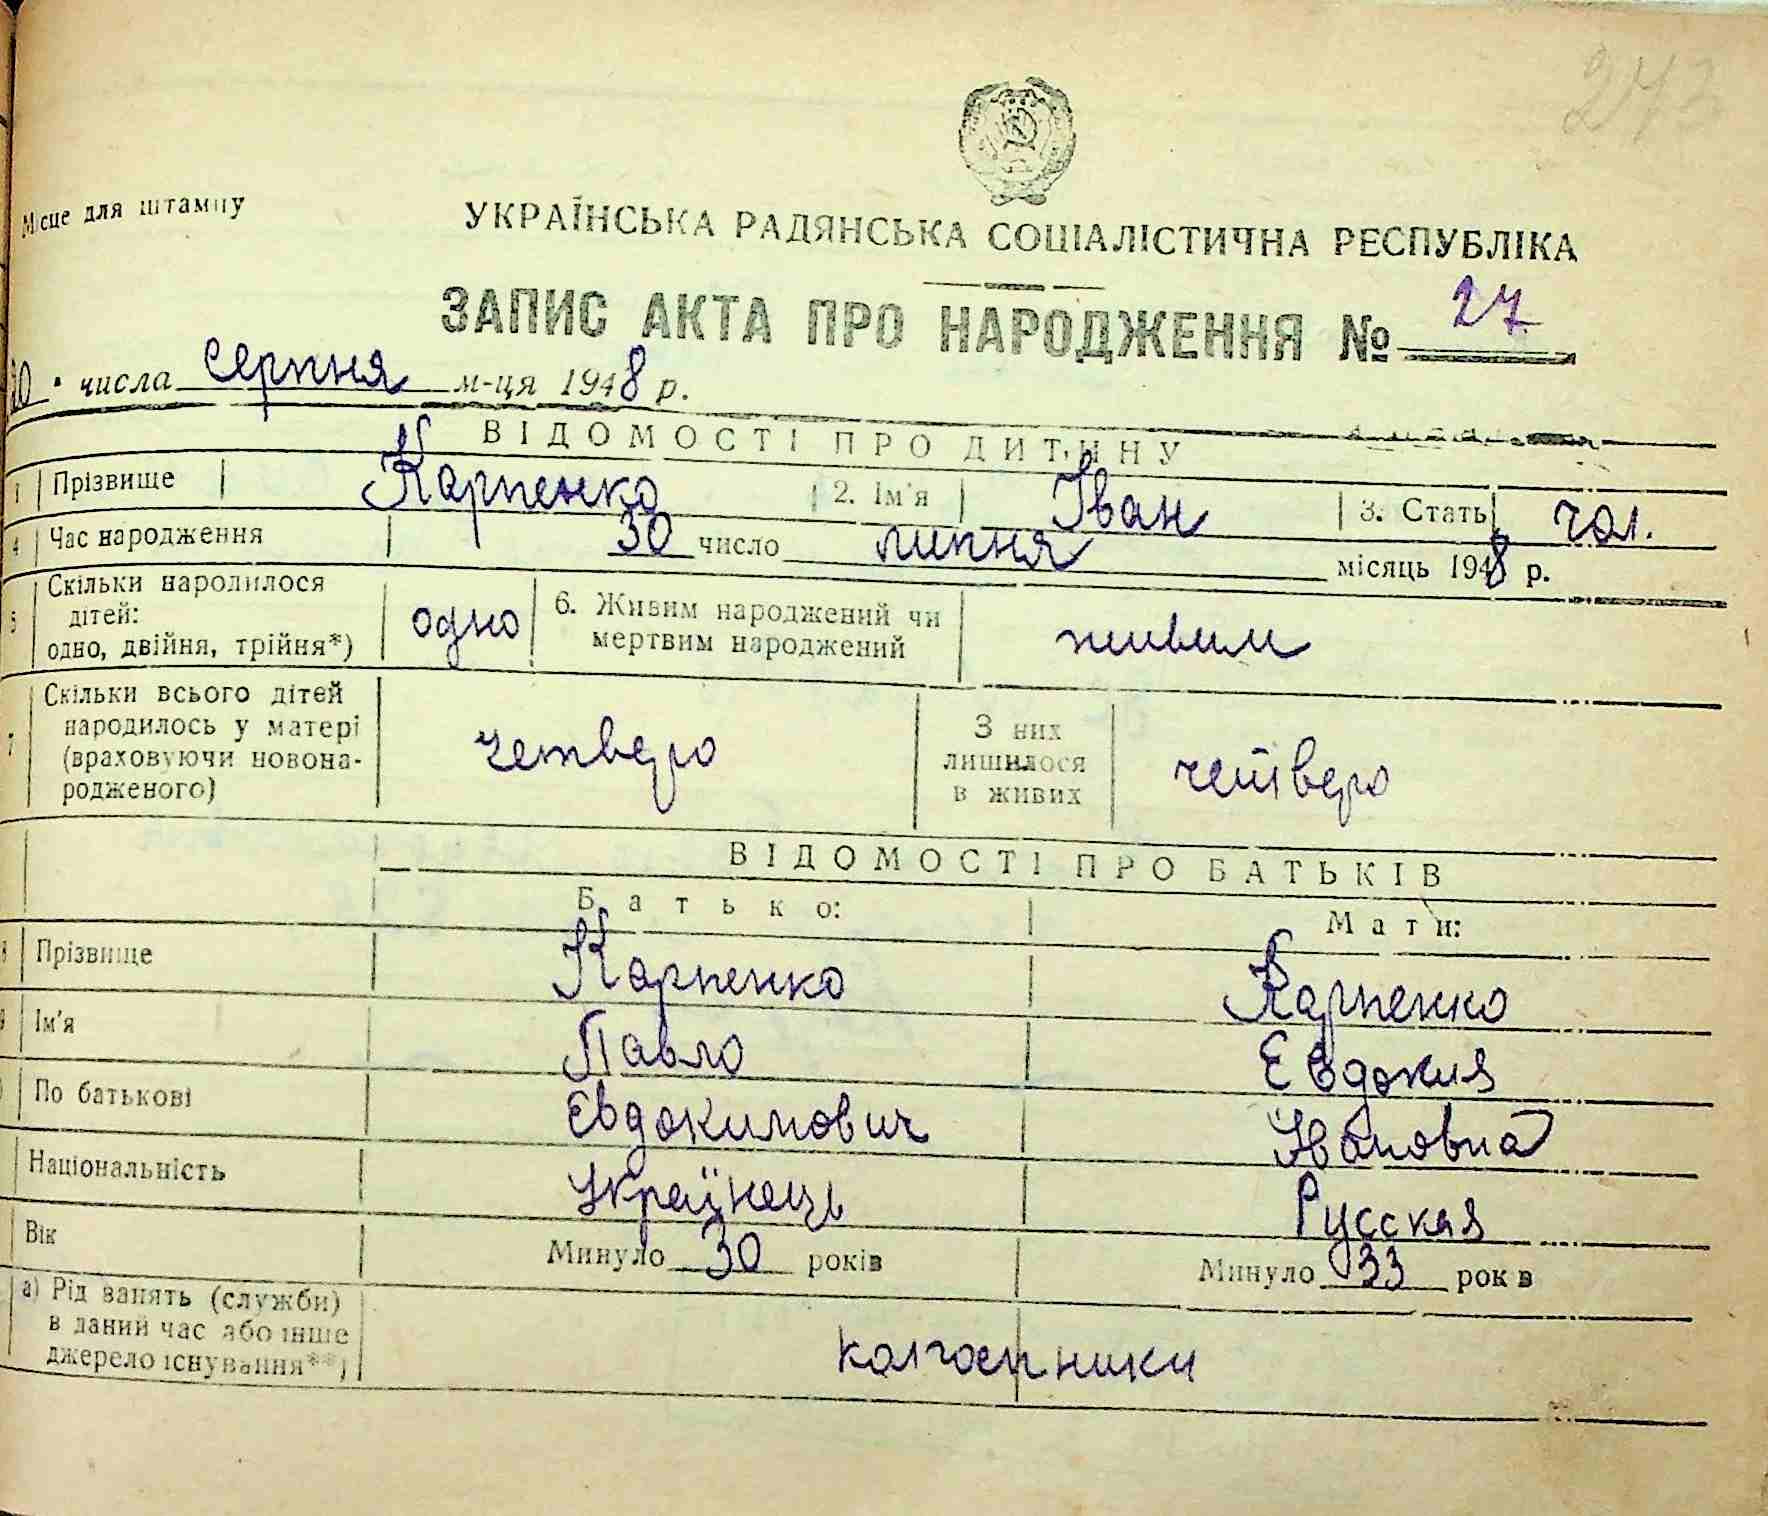 273
Місце для штампу
УКРАЇНСЬКА РАДЯНСЬКА СОЦІАЛІСТИЧНА РЕСПУБЛІКА
ЗАПИС АКТА ПРО НАРОДЖЕННЯ № 27
числа серпня м-ця 1948 р.
ВІДОМОСТІ ПРО ДИТИНУ
1 Прізвище Карпенко 2. Ім'я Іван 3. Стать чол.
4 Час народження 30 число липня місяць 1948 р.
5 Скільки народилося дітей: одно, двійня, трійня*) одно 6. Живим народжений чи мертвим народжений живим
7 Скільки всього дітей народилось у матері (враховуючи новонародженого) четверо З них лишилося в живих четверо
ВІДОМОСТІ ПРО БАТЬКІВ
Батько: Мати:
8 Прізвище Карпенко Карпенко
9 Ім'я Павло Евдокия
По батькові Євдокимович Ивановна
Національність Українець Русская
Вік Минуло 30 років Минуло 33 років
а) Рід занять (служби) в даний час або інше джерело існування**) колгоспники